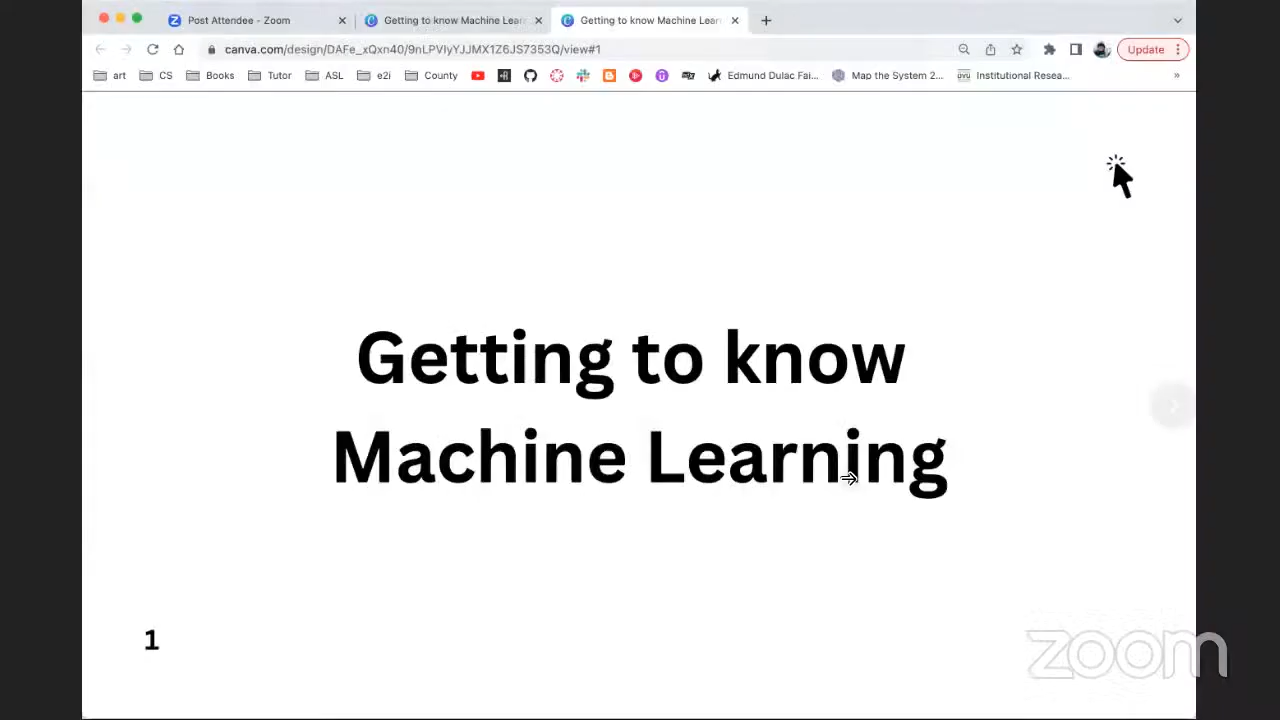 Post Attendee - Zoom
Getting to know Machine Lear
Getting to know Machine Lear
canva.com/design/DAFe_xQxn40/9nLPVIyYJJMX1Z6JS7353Q/view#1
Update
art
CS
Books
Tutor
ASL
e2i
County
Edmund Dulac Fai...
Map the System 2...
Institutional Resea...
»
Getting to know
Machine Learning
1
zoom